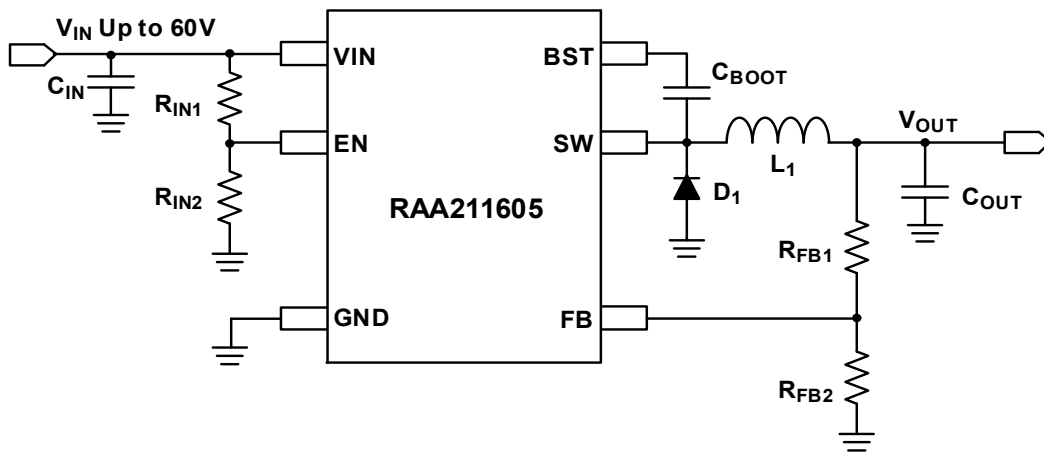 VIN Up to 60V
VIN
BST
CIN
RIN1
CBOOT
EN
SW
VOUT
L1
RIN2
D1
COUT
RAA211605
RFB1
GND
FB
RFB2